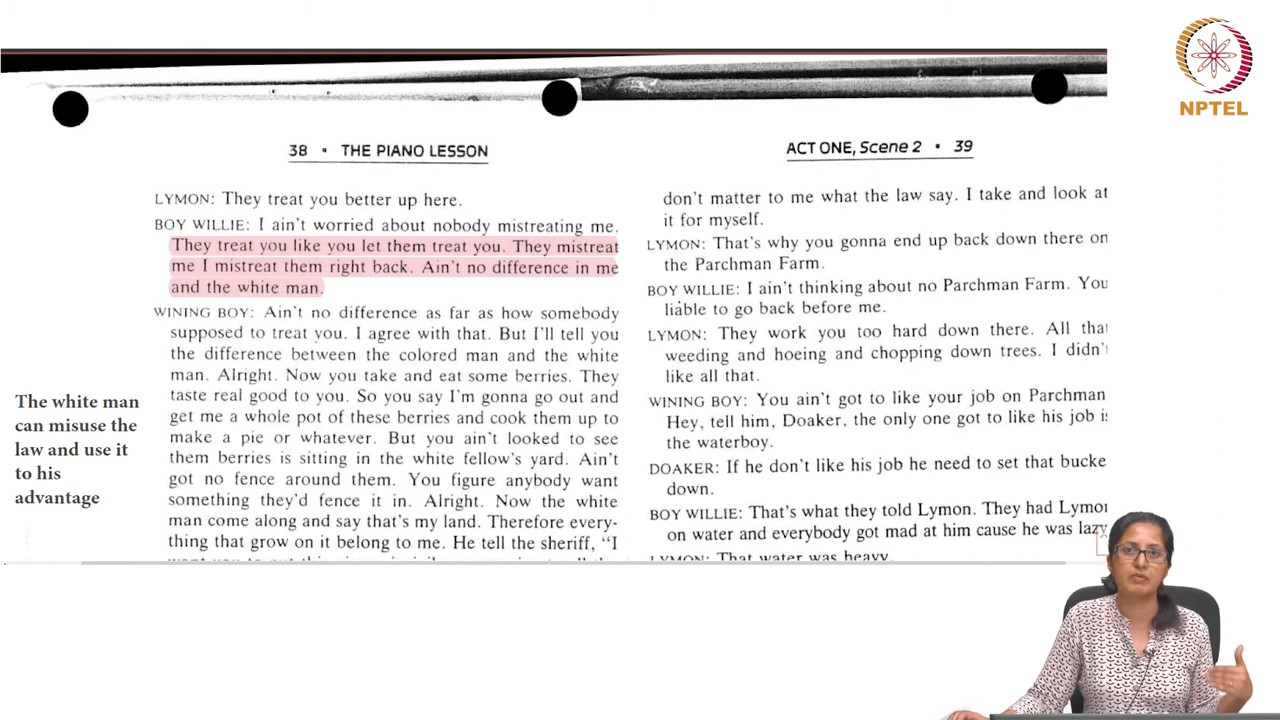 NPTEL
38 • THE PIANO LESSON
LYMON: They treat you better up here.
BOY WILLIE: I ain't worried about nobody mistreating me.
They treat you like you let them treat you. They mistreat
me I mistreat them right back. Ain't no difference in me
and the white man.
WINING BOY: Ain't no difference as far as how somebody
supposed to treat you. I agree with that. But I'll tell you
the difference between the colored man and the white
man. Alright. Now you take and eat some berries. They
taste real good to you. So you say I'm gonna go out and
get me a whole pot of these berries and cook them up to
make a pie or whatever. But you ain't looked to see
them berries is sitting in the white fellow's yard. Ain't
got no fence around them. You figure anybody want
something they'd fence it in. Alright. Now the white
man come along and say that's my land. Therefore every-
thing that grow on it belong to me. He tell the sheriff, "I
ACT ONE, Scene 2 • 39
don't matter to me what the law say. I take and look at
it for myself.
LYMON: That's why you gonna end up back down there on
the Parchman Farm.
BOY WILLIE: I ain't thinking about no Parchman Farm. You
liable to go back before me.
LYMON: They work you too hard down there. All that
weeding and hoeing and chopping down trees. I didn'
like all that.
WINING BOY: You ain't got to like your job on Parchman
Hey, tell him, Doaker, the only one got to like his job is
the waterboy.
DOAKER: If he don't like his job he need to set that bucke
down.
BOY WILLIE: That's what they told Lymon. They had Lymon
on water and everybody got mad at him cause he was lazy
LYMON: That water was heavy.
The white man
can misuse the
law and use it
to his
advantage